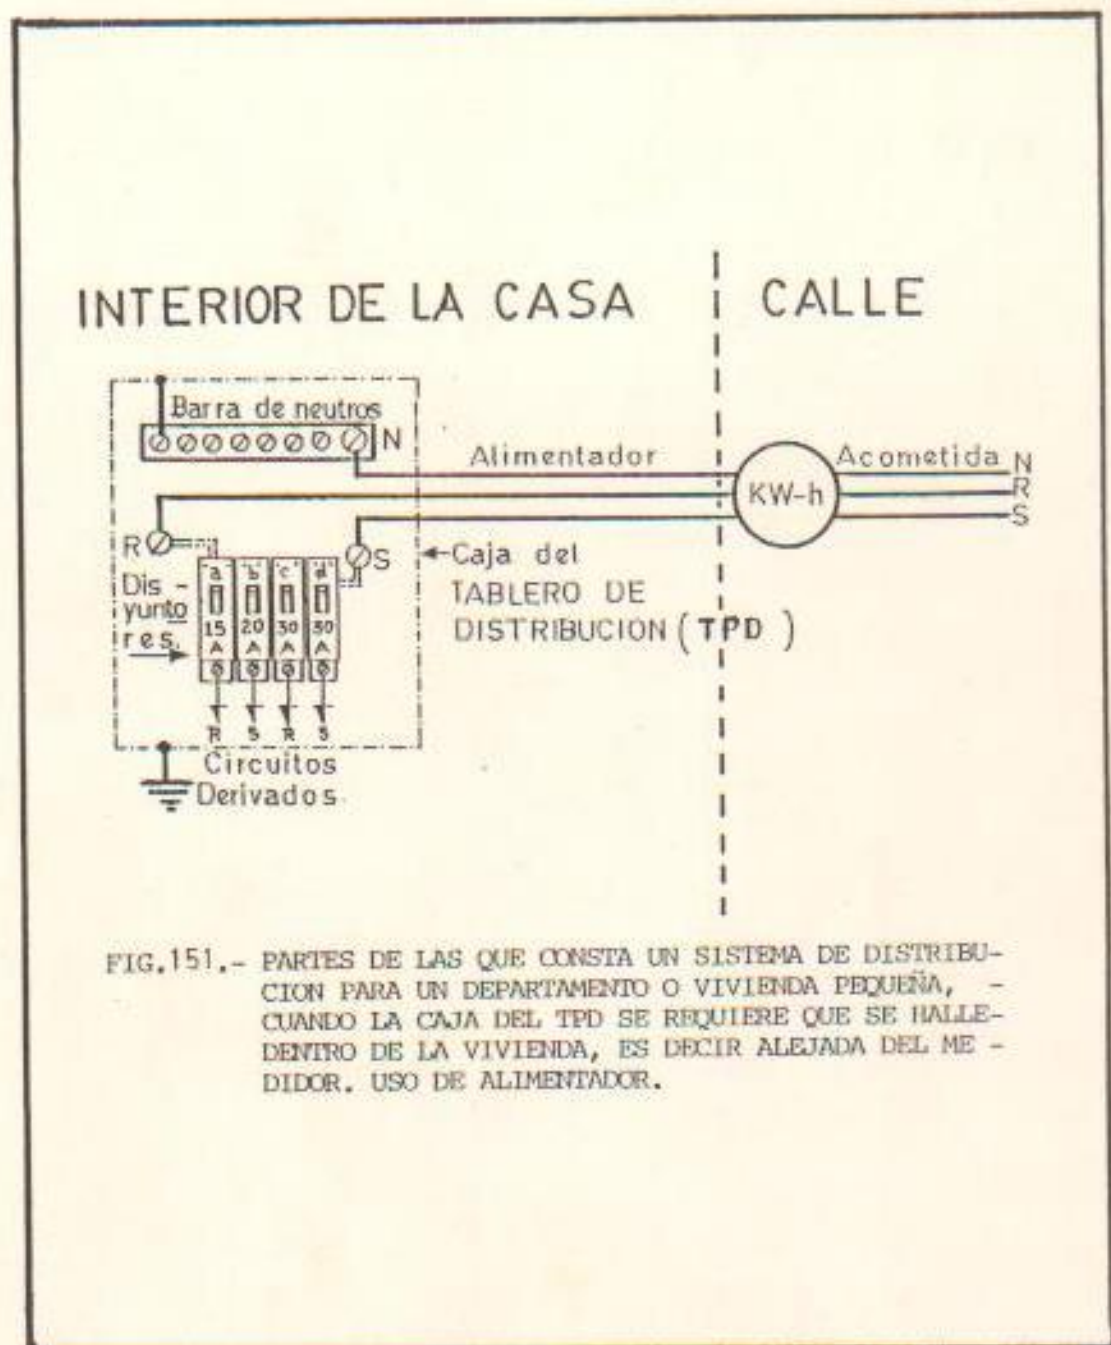 INTERIOR DE LA CASA
CALLE
Barra de neutros
N
Alimentador
Acometida N
R
S
KW-h
R
S
Caja del
TABLERO DE
DISTRIBUCION (TPD)
Dis -
yunto
res.
a b c d
15 20 30 30
A A A A
R S R S
Circuitos
Derivados.
FIG.151.- PARTES DE LAS QUE CONSTA UN SISTEMA DE DISTRIBU-
CION PARA UN DEPARTAMENTO O VIVIENDA PEQUEÑA, -
CUANDO LA CAJA DEL TPD SE REQUIERE QUE SE HALLE-
DENTRO DE LA VIVIENDA, ES DECIR ALEJADA DEL ME -
DIDOR. USO DE ALIMENTADOR.